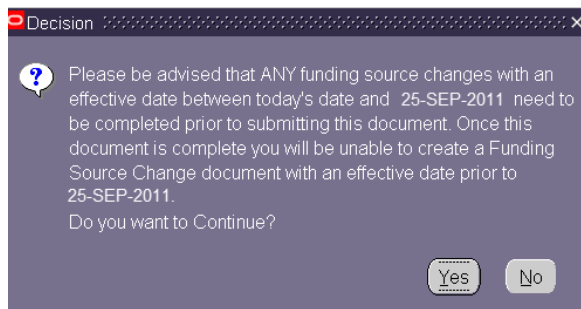 Decision
Please be advised that ANY funding source changes with an
effective date between today's date and 25-SEP-2011 need to
be completed prior to submitting this document. Once this
document is complete you will be unable to create a Funding
Source Change document with an effective date prior to
25-SEP-2011.
Do you want to Continue?
Yes No